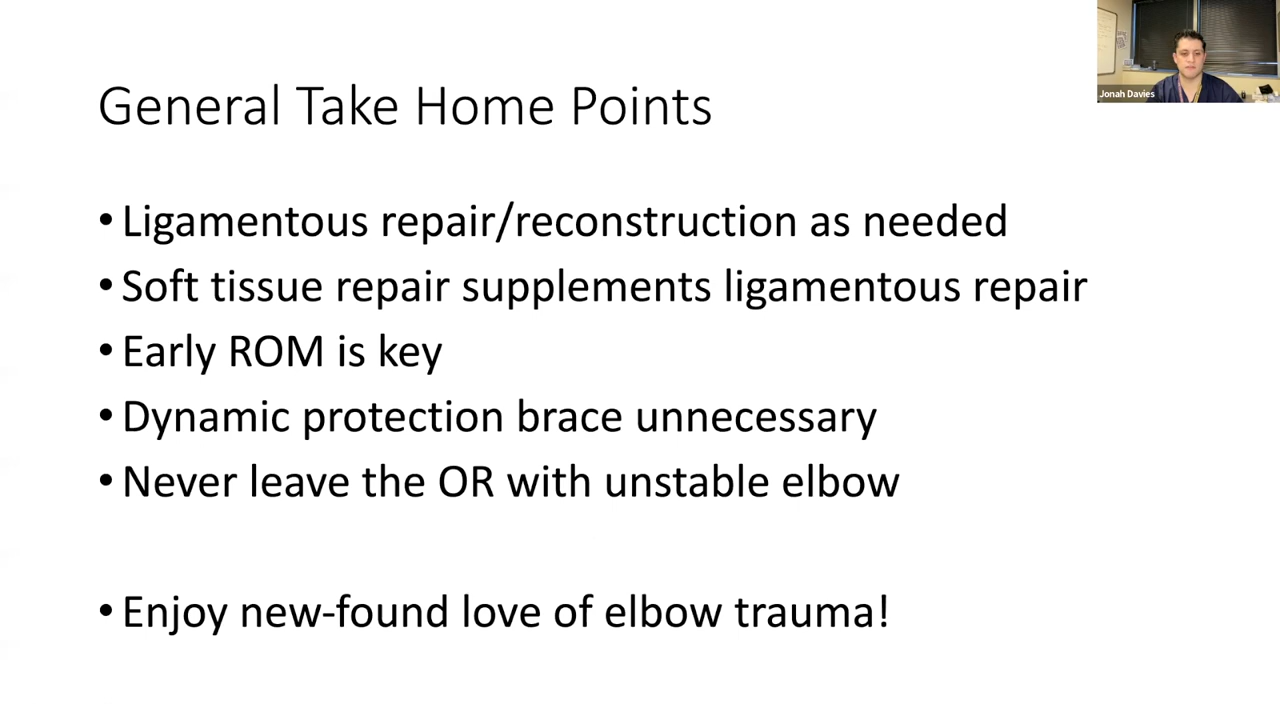 Jonah Davies
General Take Home Points
• Ligamentous repair/reconstruction as needed
• Soft tissue repair supplements ligamentous repair
• Early ROM is key
• Dynamic protection brace unnecessary
• Never leave the OR with unstable elbow
• Enjoy new-found love of elbow trauma!